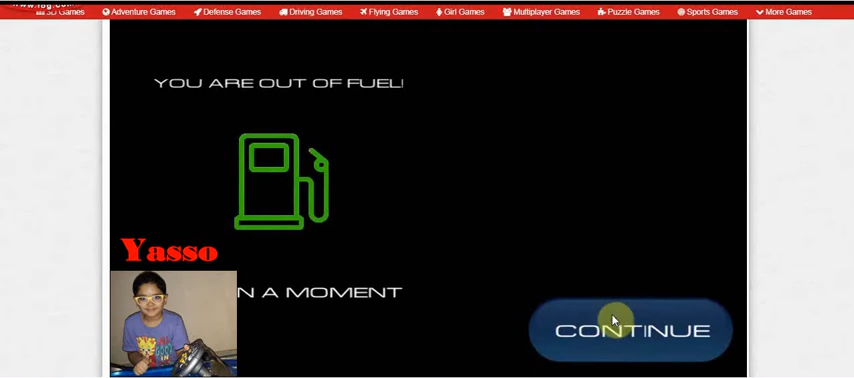 3D Games Adventure Games Defense Games Driving Games Flying Games Girl Games Multiplayer Games Puzzle Games Sports Games More Games
YOU ARE OUT OF FUEL!
Yasso
N A MOMENT
CONTINUE